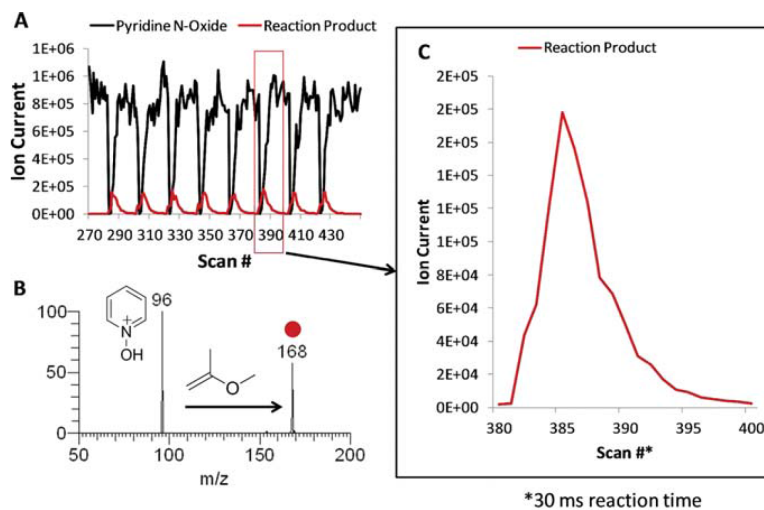 A
Pyridine N-Oxide Reaction Product
Ion Current
1E+06
1E+06
8E+05
6E+05
4E+05
2E+05
0E+00
270 290 310 330 350 370 390 410 430
Scan #
B
N
+
OH
96
O
168
100
50
0
50 100 150 200
m/z
C
Reaction Product
Ion Current
2E+05
2E+05
2E+05
1E+05
1E+05
8E+04
6E+04
4E+04
2E+04
0E+00
380 385 390 395 400
Scan #*
*30 ms reaction time